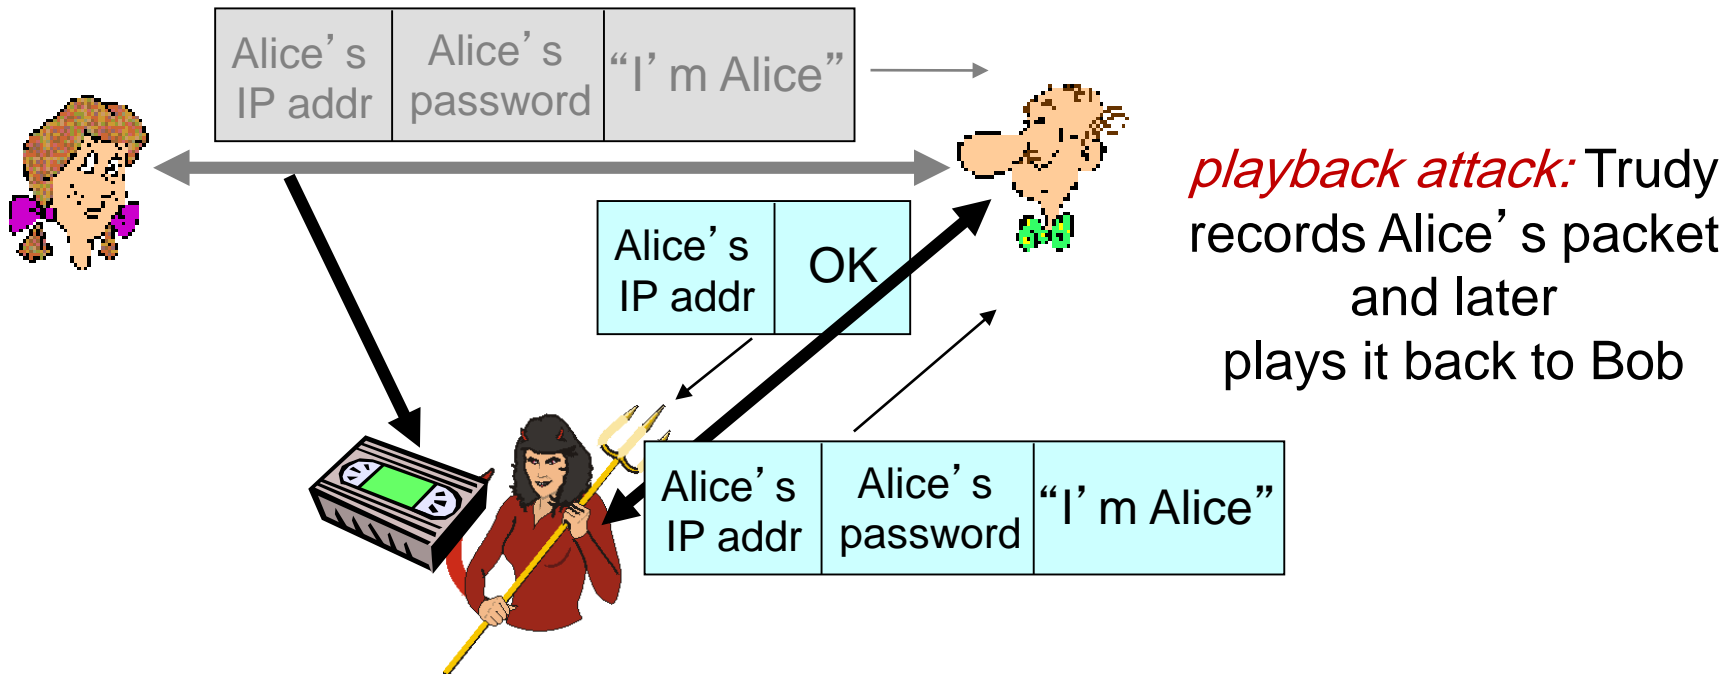 Alice’s
IP addr
Alice’s
password
“I’m Alice”
playback attack: Trudy
records Alice’s packet
and later
plays it back to Bob
Alice’s
IP addr
OK
Alice’s
IP addr
Alice’s
password
“I’m Alice”